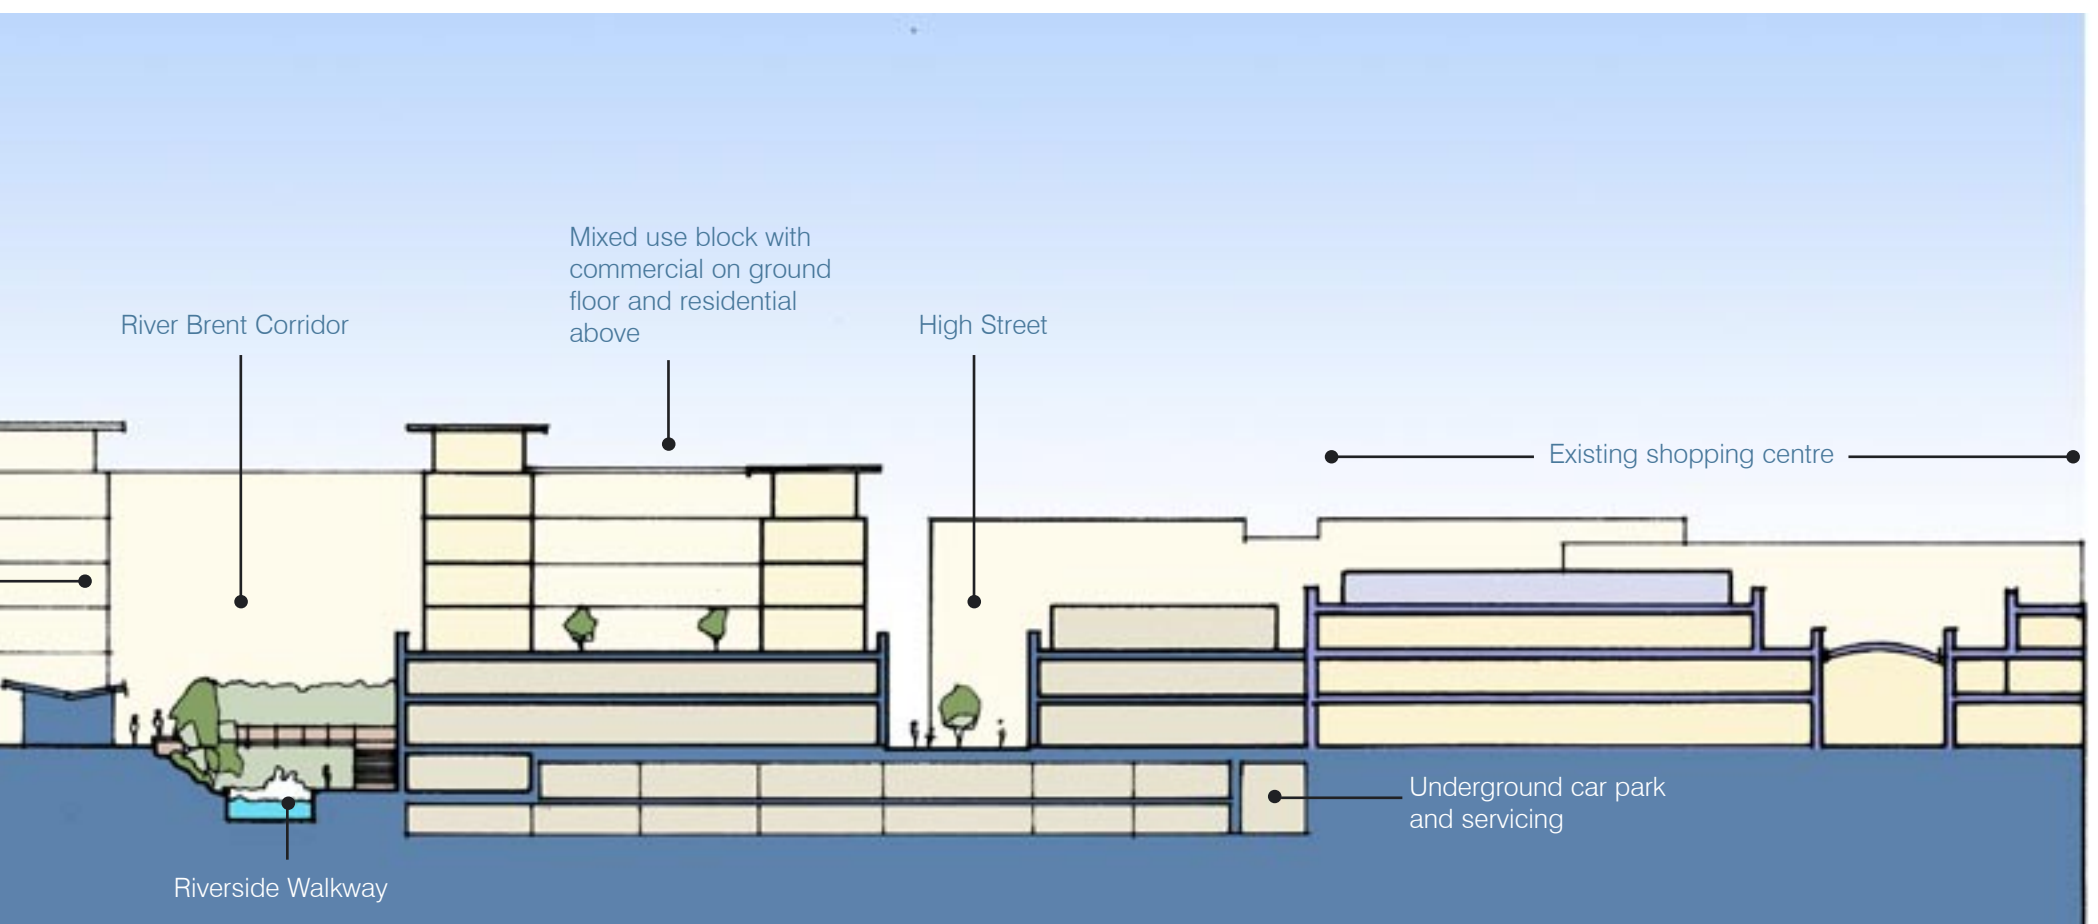 Mixed use block with
commercial on ground
floor and residential
above
River Brent Corridor
High Street
Existing shopping centre
Underground car park
and servicing
Riverside Walkway